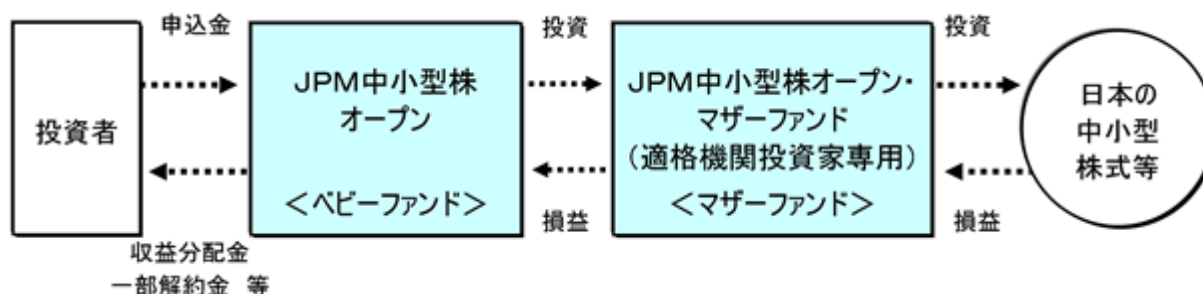 申込金
投資
投資
投資者
JPM中小型株
オープン
<ベビーファンド>
JPM中小型株オープン・
マザーファンド
(適格機関投資家専用)
<マザーファンド>
日本の
中小型
株式等
収益分配金
一部解約金 等
損益
損益